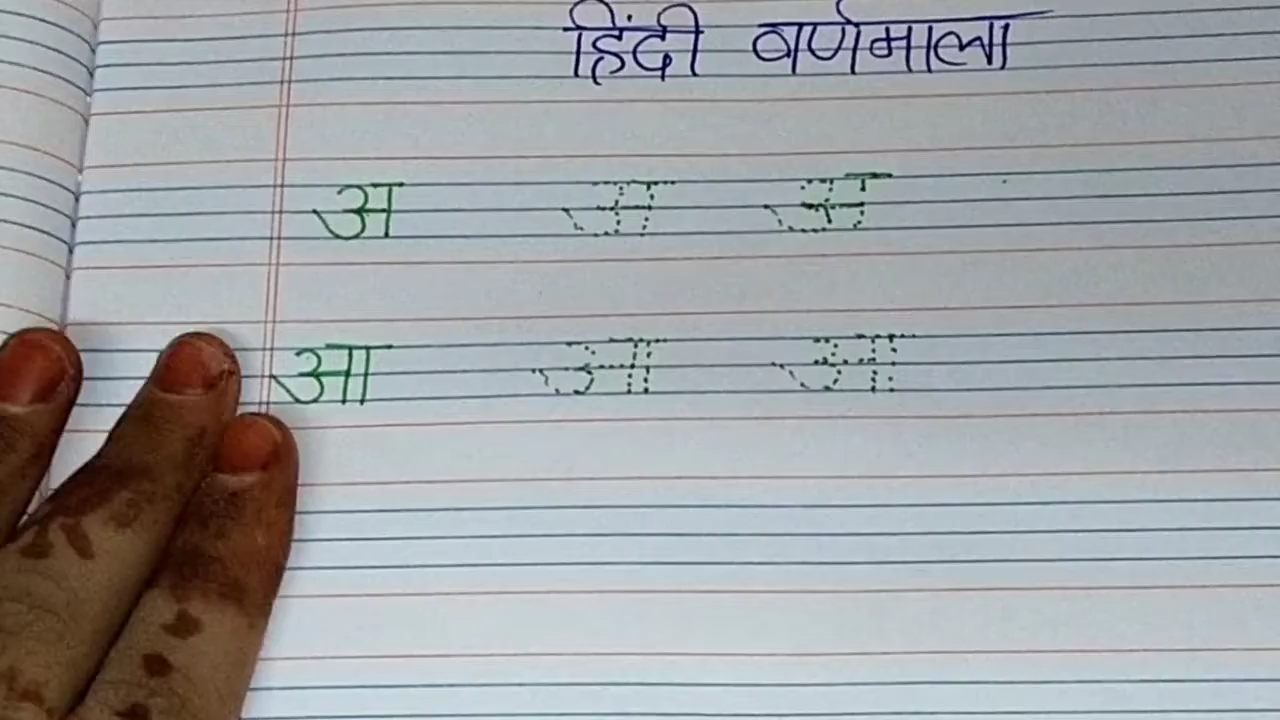 हिंदी वर्णमाला
अ अ अ
आ आ आ